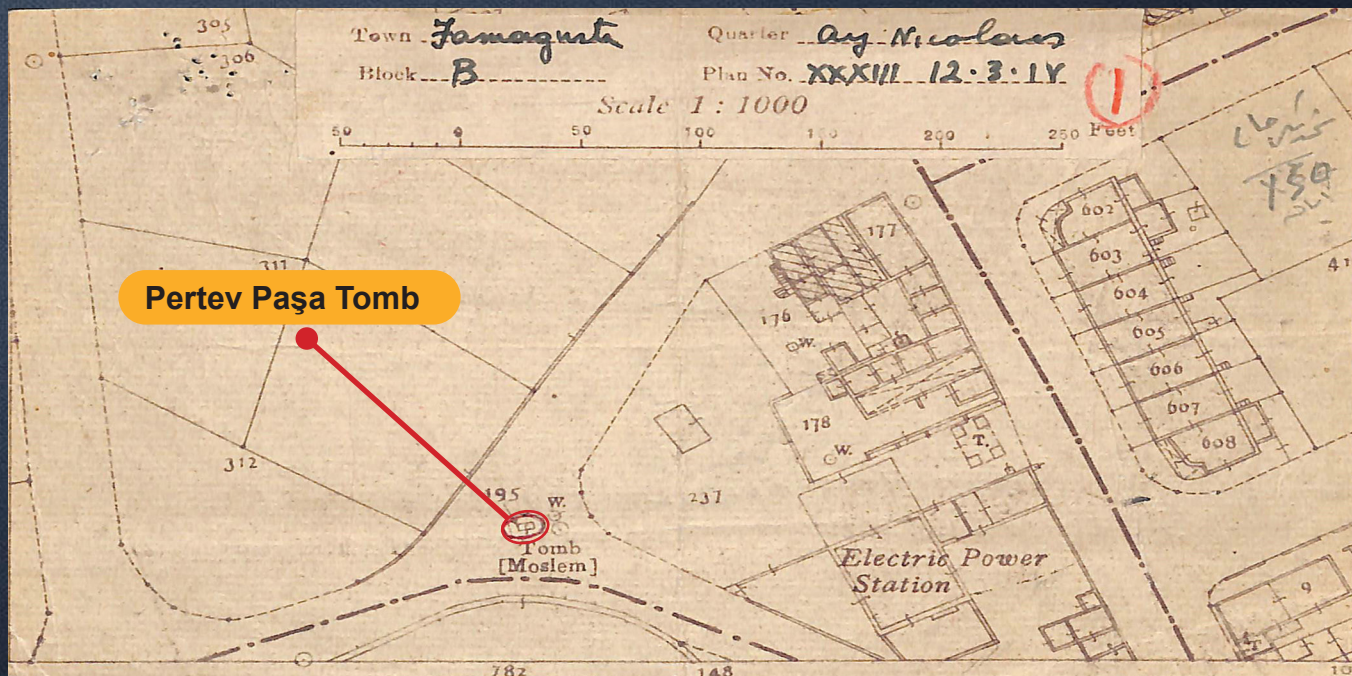 305
306
Town Famagusta Quarter Ay. Nicolaos
Block B Plan No. XXXIII 12.3.IV
1
Scale 1 : 1000
50 0 50 100 150 200 250 Feet
602
177
603
311
604
Pertev Paşa Tomb
176
W.
605
606
607
178
608
T.
W.
312
195
W.
237
Tomb
[Moslem]
Electric Power
Station
9
T
782
148